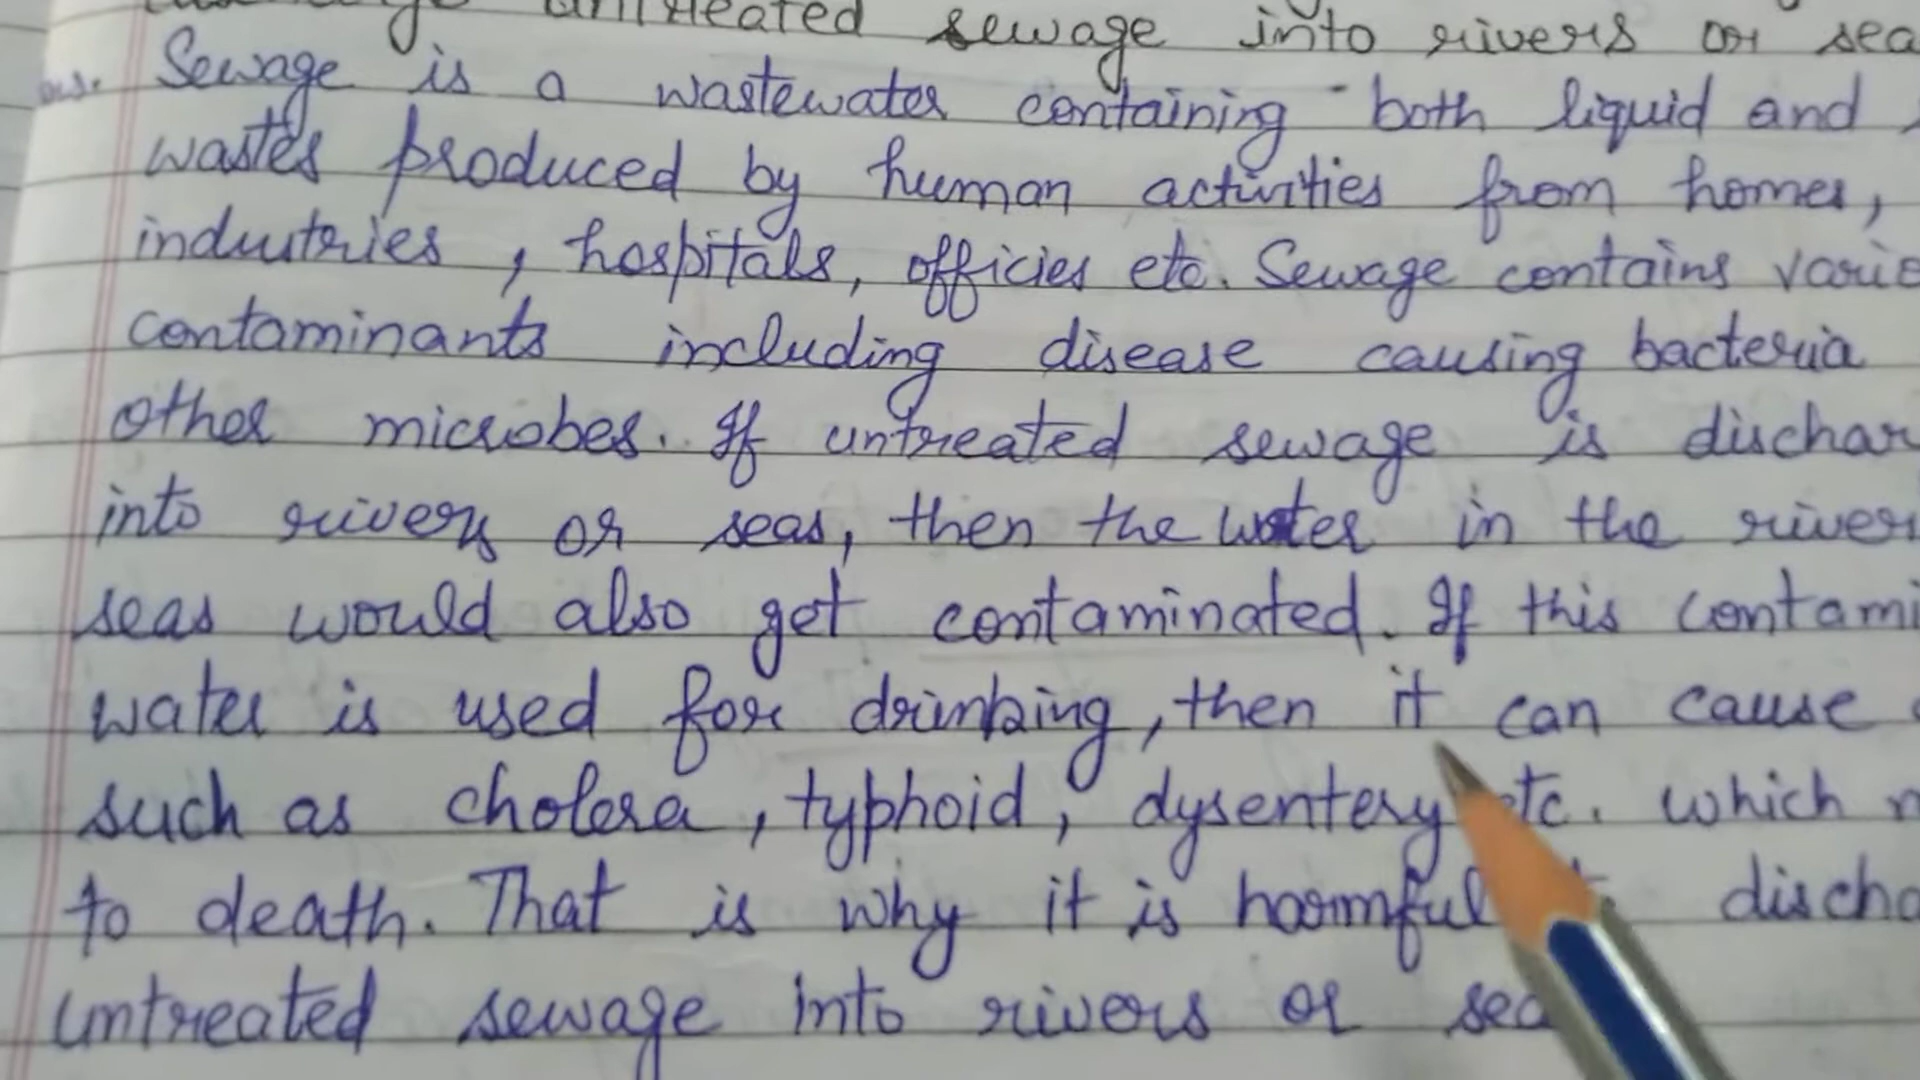 untreated sewage into rivers or sea
ans. Sewage is a wastewater containing both liquid and
wastes produced by human activities from homes,
industries, hospitals, officies etc. Sewage contains
contaminants including disease causing bacteria
other microbes. If untreated sewage is dischar
into rivers or seas, then the water in the river
seas would also get contaminated. If this contami
water is used for drinking, then it can cause
such as cholera, typhoid, dysentery etc. which
to death. That is why it is harmful discha
untreated sewage into rivers or sea